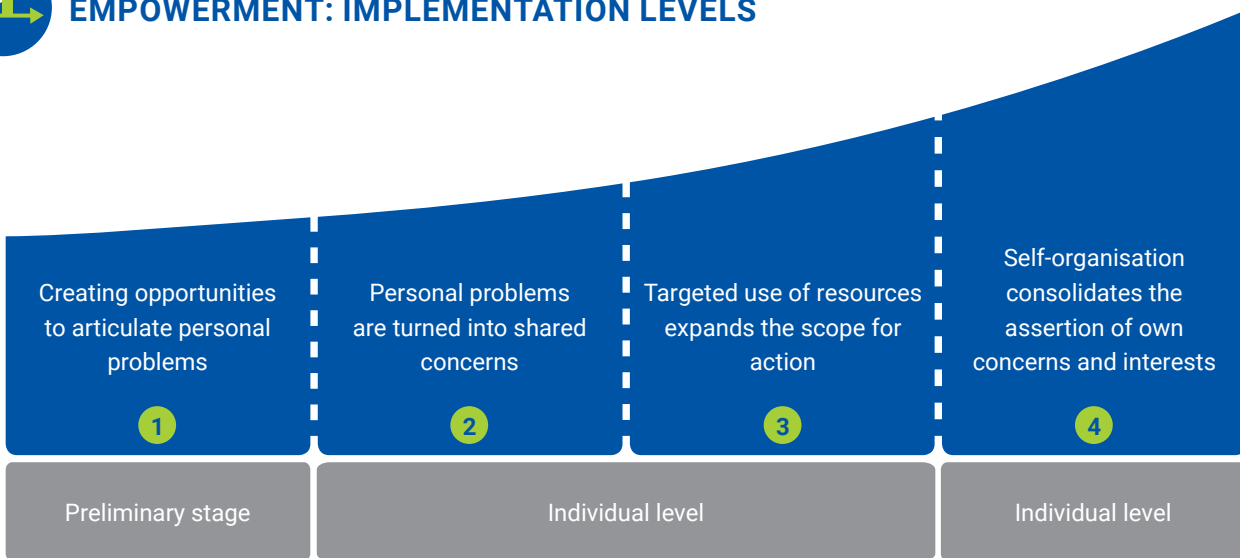 EMPOWERMENT: IMPLEMENTATION LEVELS
Creating opportunities
to articulate personal
problems
1
Personal problems
are turned into shared
concerns
2
Targeted use of resources
expands the scope for
action
3
Self-organisation
consolidates the
assertion of own
concerns and interests
4
Preliminary stage
Individual level
Individual level